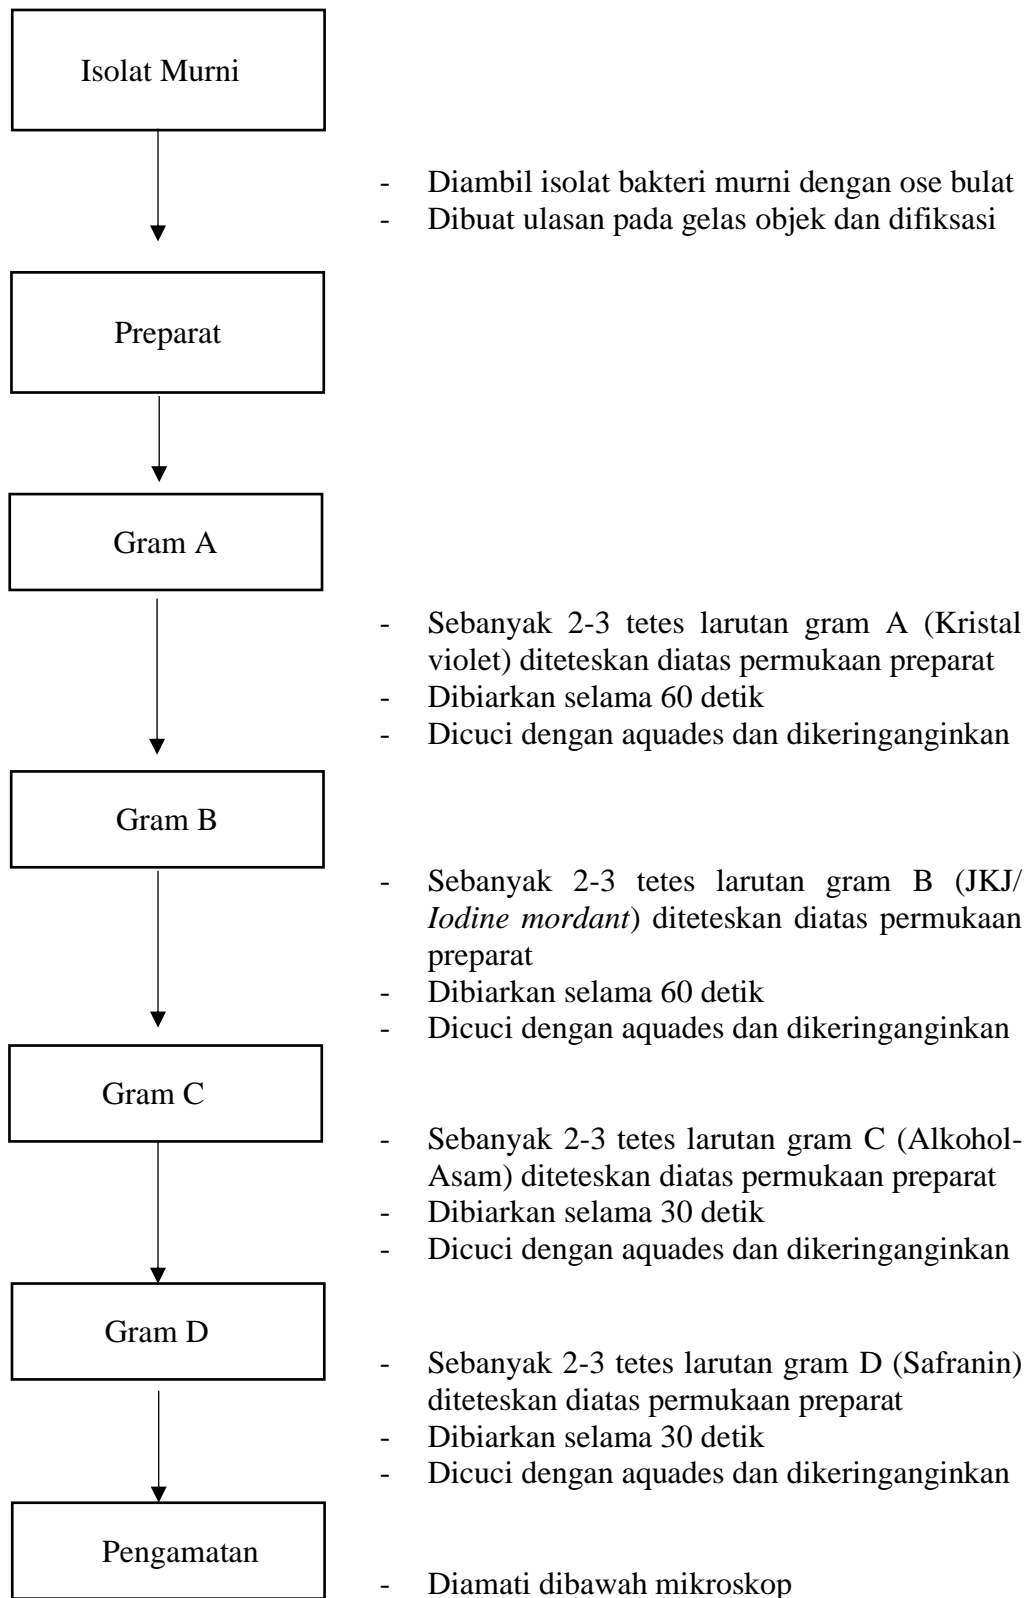 Isolat Murni
- Diambil isolat bakteri murni dengan ose bulat
- Dibuat ulasan pada gelas objek dan difiksasi
Preparat
Gram A
- Sebanyak 2-3 tetes larutan gram A (Kristal
violet) diteteskan diatas permukaan preparat
- Dibiarkan selama 60 detik
- Dicuci dengan aquades dan dikeringanginkan
Gram B
- Sebanyak 2-3 tetes larutan gram B (JKJ/
Iodine mordant) diteteskan diatas permukaan
preparat
- Dibiarkan selama 60 detik
- Dicuci dengan aquades dan dikeringanginkan
Gram C
- Sebanyak 2-3 tetes larutan gram C (Alkohol-
Asam) diteteskan diatas permukaan preparat
- Dibiarkan selama 30 detik
- Dicuci dengan aquades dan dikeringanginkan
Gram D
- Sebanyak 2-3 tetes larutan gram D (Safranin)
diteteskan diatas permukaan preparat
- Dibiarkan selama 30 detik
- Dicuci dengan aquades dan dikeringanginkan
Pengamatan
- Diamati dibawah mikroskop